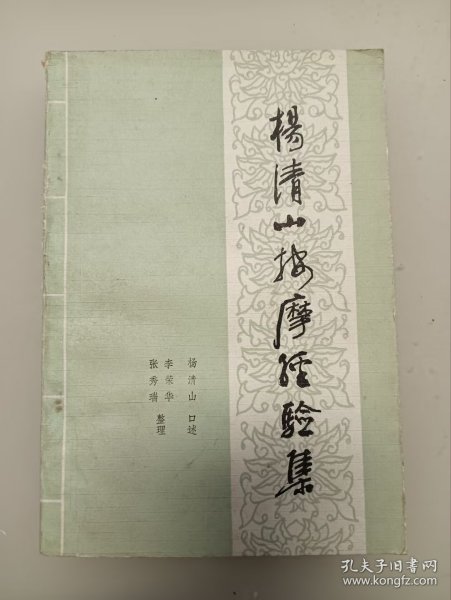 楊清山按摩經驗集
杨清山 口述
李荣华
张秀瑞 整理
孔夫子旧书网
www.kongfz.com